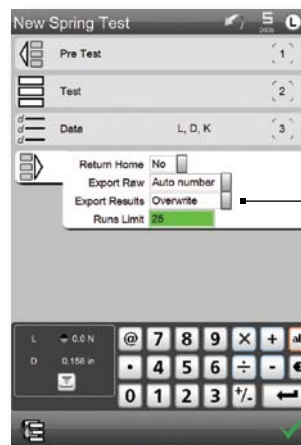 New Spring Test
5
2000
Pre Test
1
Test
2
Data
L, D, K
3
Return Home No
Export Raw Auto number
Export Results Overwrite
Runs Limit 25
L 0.0 N
D 0.158 in
@ 7 8 9 × +
• 4 5 6 ÷ -
0 1 2 3 +/-